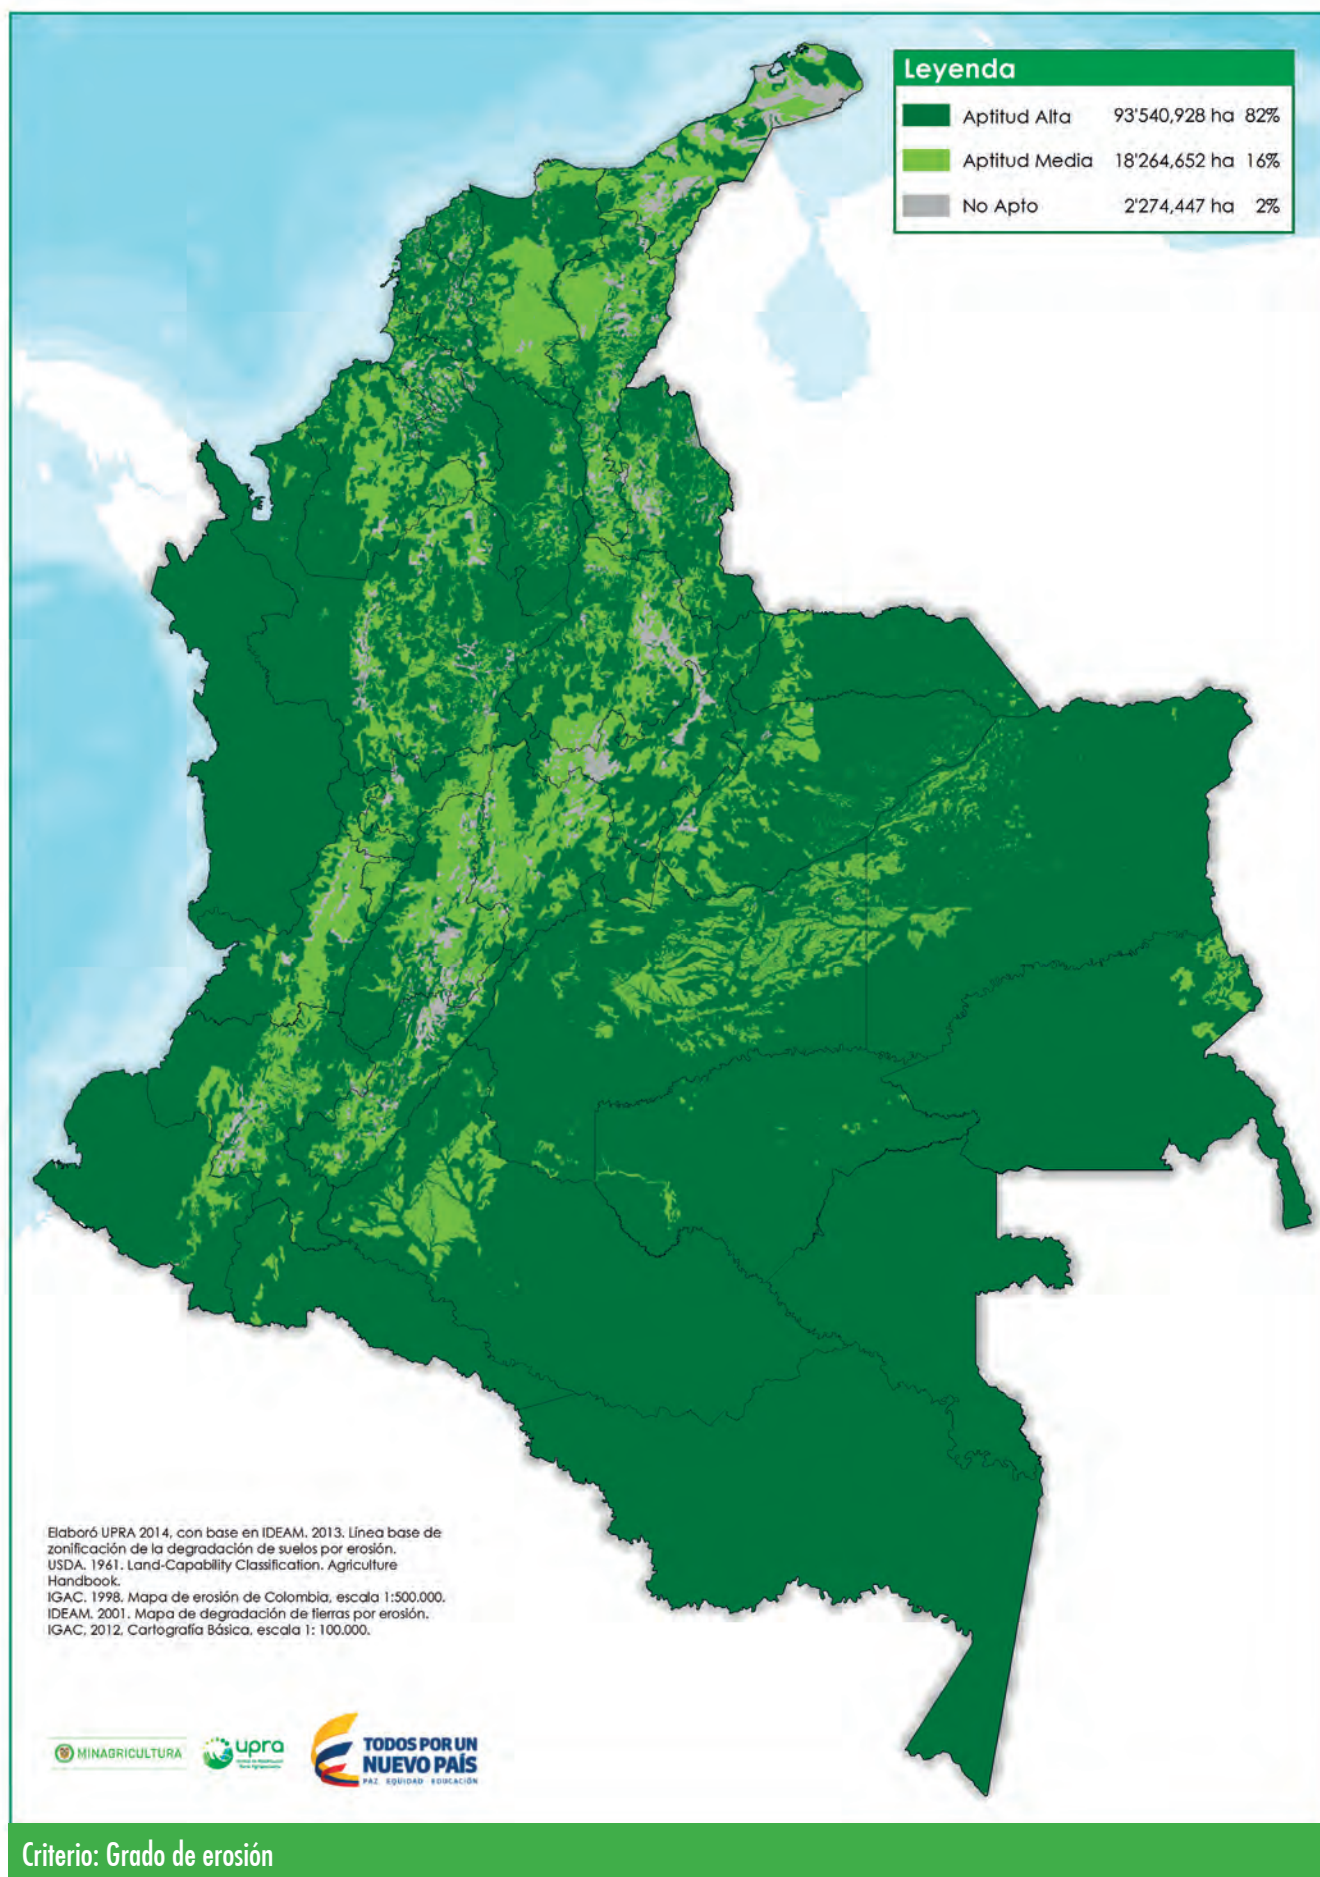 Leyenda
Aptitud Alta 93'540,928 ha 82%
Aptitud Media 18'264,652 ha 16%
No Apto 2'274,447 ha 2%
Elaboró UPRA 2014, con base en IDEAM. 2013. Línea base de
zonificación de la degradación de suelos por erosión.
USDA. 1961. Land-Capability Classification. Agriculture
Handbook.
IGAC. 1998. Mapa de erosión de Colombia, escala 1:500.000.
IDEAM. 2001. Mapa de degradación de tierras por erosión.
IGAC, 2012, Cartografía Básica, escala 1: 100.000.
MINAGRICULTURA
upra
TODOS POR UN
NUEVO PAÍS
PAZ EQUIDAD EDUCACIÓN
Criterio: Grado de erosión